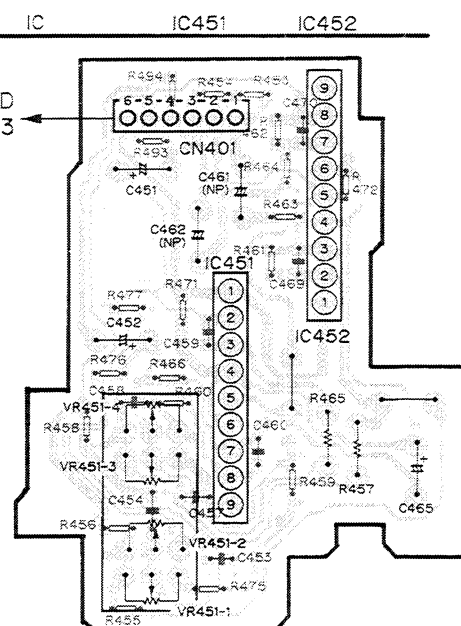 IC IC451 IC452
D
3
R494 R454 R453
6-5-4-3-2-1
R493
CN401
C451
C461
(NP)
R464
C462
(NP)
R463
R461
C469
R
472
9
8
7
6
5
4
3
2
1
IC452
IC451
1
2
3
4
5
6
7
8
9
R471
R477
C452
C459
R476
R466
C458
R460
VR451-4
R458
VR451-3
C454
C457
R456
VR451-2
C453
R475
VR451-1
R455
C460
R459
R465
R457
C465